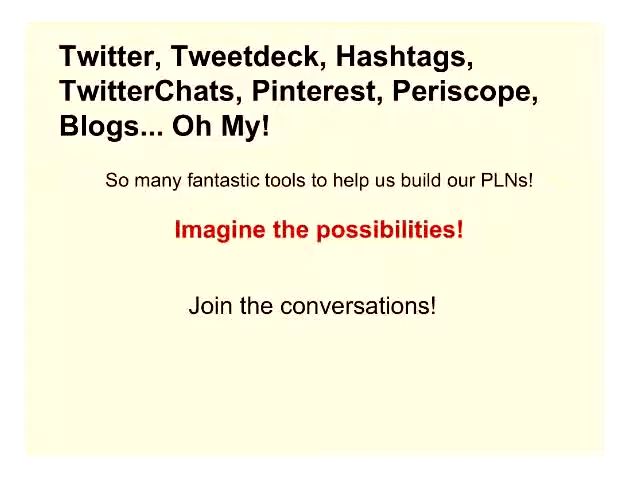 Twitter, Tweetdeck, Hashtags,
TwitterChats, Pinterest, Periscope,
Blogs... Oh My!
So many fantastic tools to help us build our PLNs!
Imagine the possibilities!
Join the conversations!